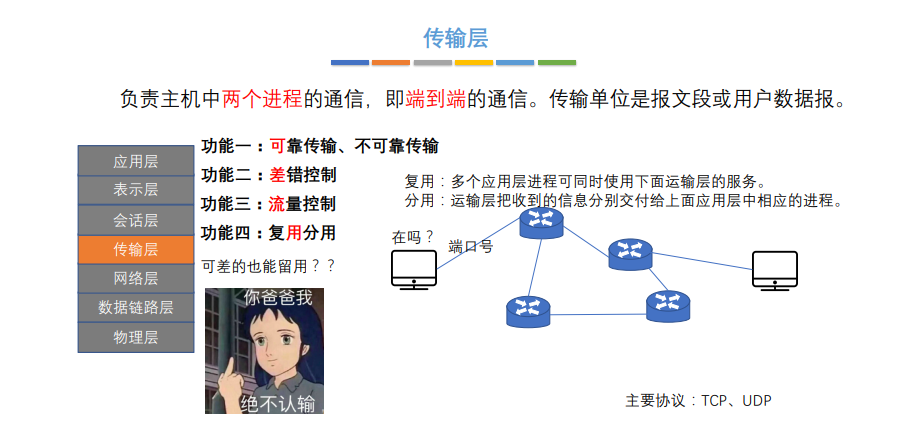 传输层
负责主机中两个进程的通信，即端到端的通信。传输单位是报文段或用户数据报。
应用层
表示层
会话层
传输层
网络层
数据链路层
物理层
功能一：可靠传输、不可靠传输
功能二：差错控制
功能三：流量控制
功能四：复用分用
可差的也能留用？？
你爸爸我
绝不认输
复用：多个应用层进程可同时使用下面运输层的服务。
分用：运输层把收到的信息分别交付给上面应用层中相应的进程。
在吗？
端口号
主要协议：TCP、UDP